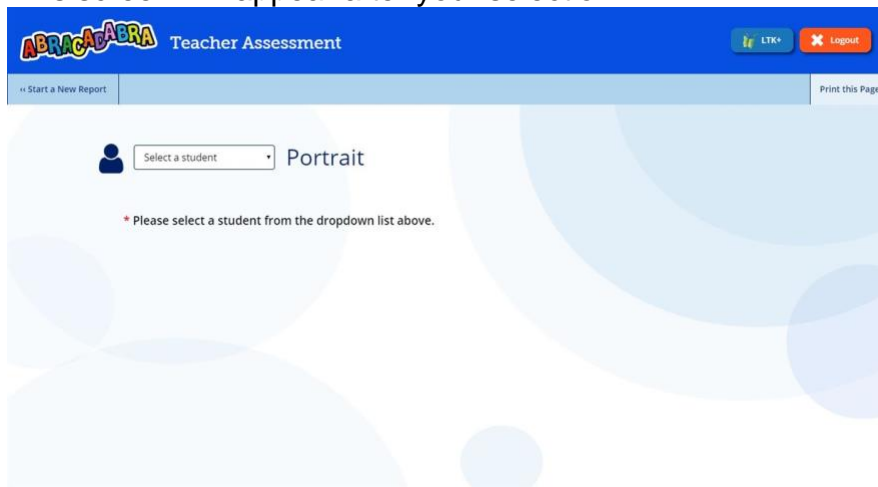 ABRACADABRA Teacher Assessment
LTK+
Logout
‹‹ Start a New Report
Print this Page
Select a student
Portrait
* Please select a student from the dropdown list above.